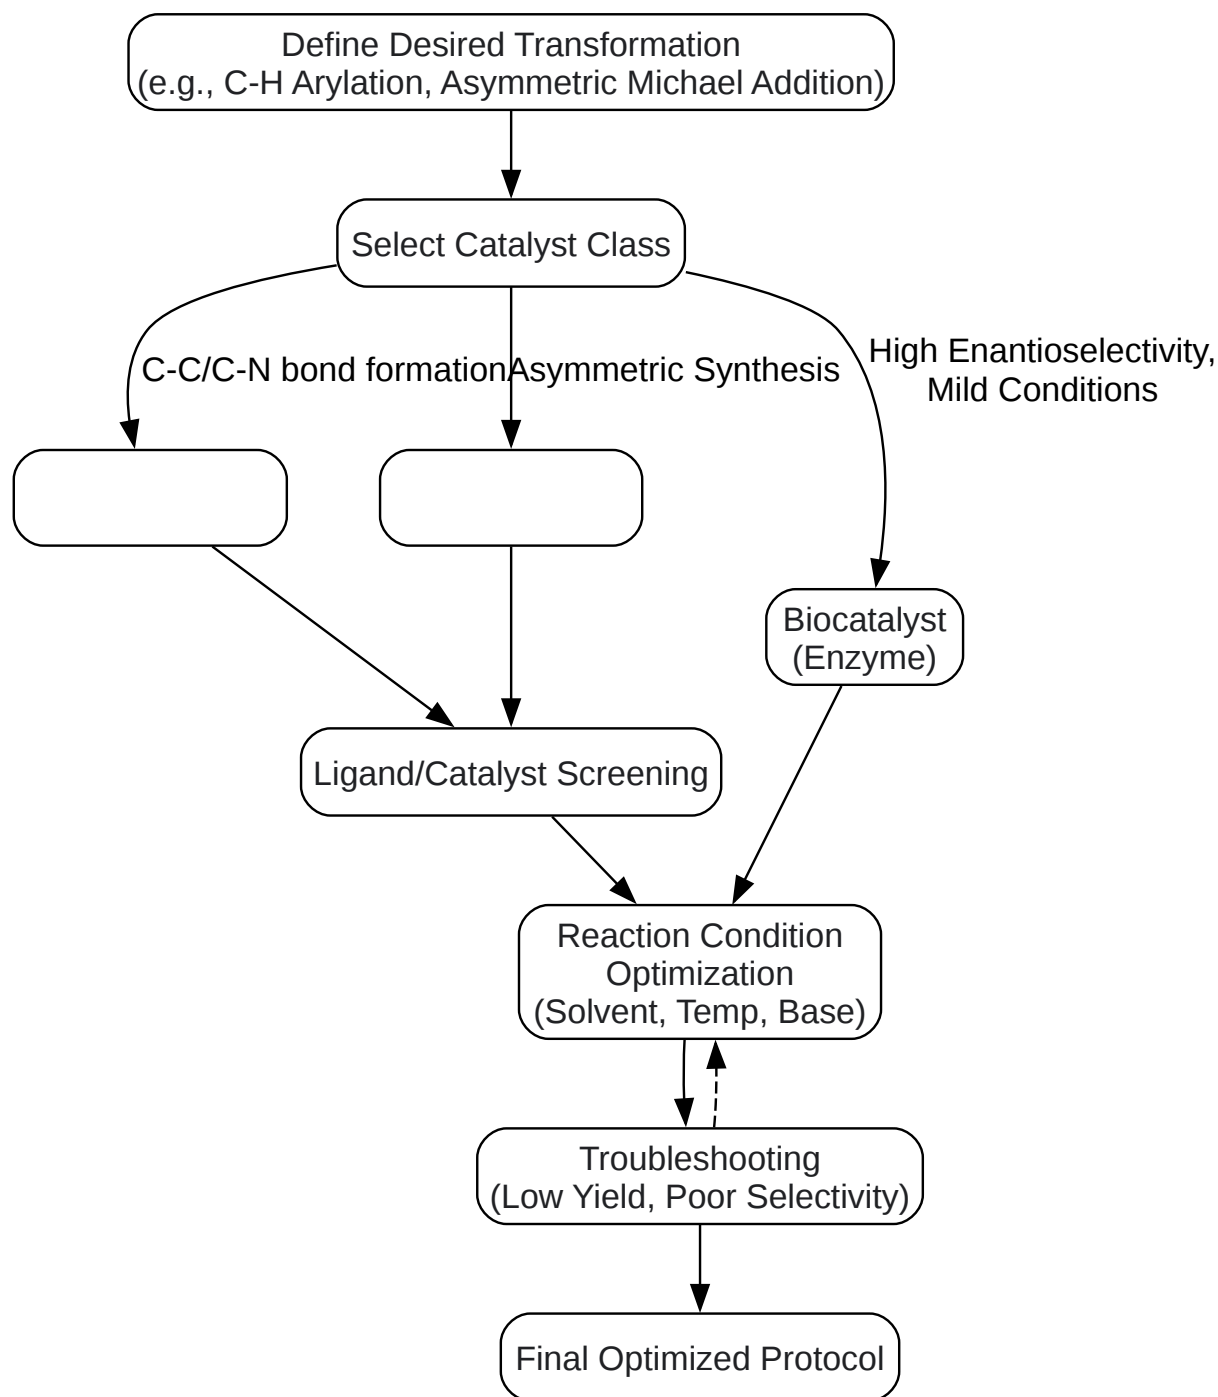 Define Desired Transformation
(e.g., C-H Arylation, Asymmetric Michael Addition)
Select Catalyst Class
C-C/C-N bond formation
Asymmetric Synthesis
High Enantioselectivity,
Mild Conditions
Biocatalyst
(Enzyme)
Ligand/Catalyst Screening
Reaction Condition
Optimization
(Solvent, Temp, Base)
Troubleshooting
(Low Yield, Poor Selectivity)
Final Optimized Protocol